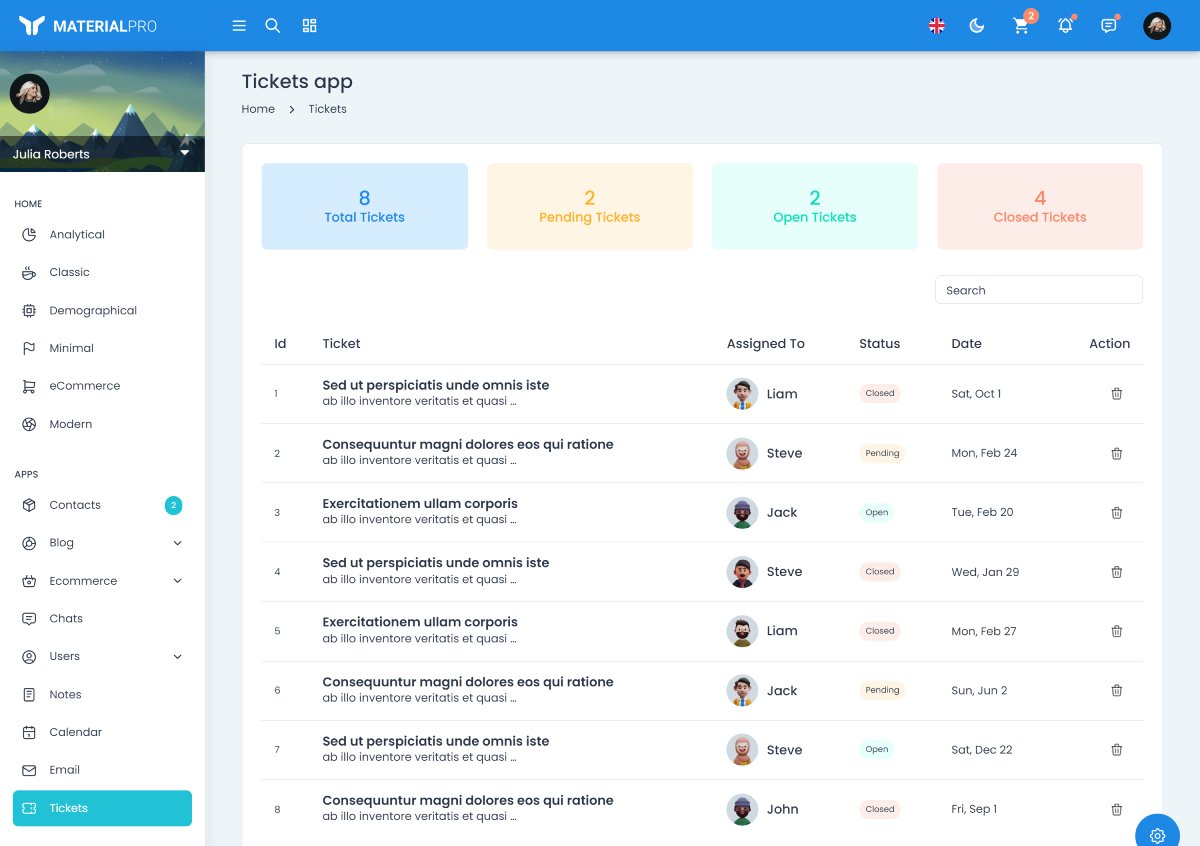 MATERIALPRO
2
Julia Roberts
HOME
Analytical
Classic
Demographical
Minimal
eCommerce
Modern
APPS
Contacts 2
Blog
Ecommerce
Chats
Users
Notes
Calendar
Email
Tickets
Tickets app
Home > Tickets
8
Total Tickets
2
Pending Tickets
2
Open Tickets
4
Closed Tickets
Search
Id Ticket Assigned To Status Date Action
1 Sed ut perspiciatis unde omnis iste Liam Closed Sat, Oct 1
ab illo inventore veritatis et quasi ...
2 Consequuntur magni dolores eos qui ratione Steve Pending Mon, Feb 24
ab illo inventore veritatis et quasi ...
3 Exercitationem ullam corporis Jack Open Tue, Feb 20
ab illo inventore veritatis et quasi ...
4 Sed ut perspiciatis unde omnis iste Steve Closed Wed, Jan 29
ab illo inventore veritatis et quasi ...
5 Exercitationem ullam corporis Liam Closed Mon, Feb 27
ab illo inventore veritatis et quasi ...
6 Consequuntur magni dolores eos qui ratione Jack Pending Sun, Jun 2
ab illo inventore veritatis et quasi ...
7 Sed ut perspiciatis unde omnis iste Steve Open Sat, Dec 22
ab illo inventore veritatis et quasi ...
8 Consequuntur magni dolores eos qui ratione John Closed Fri, Sep 1
ab illo inventore veritatis et quasi ...